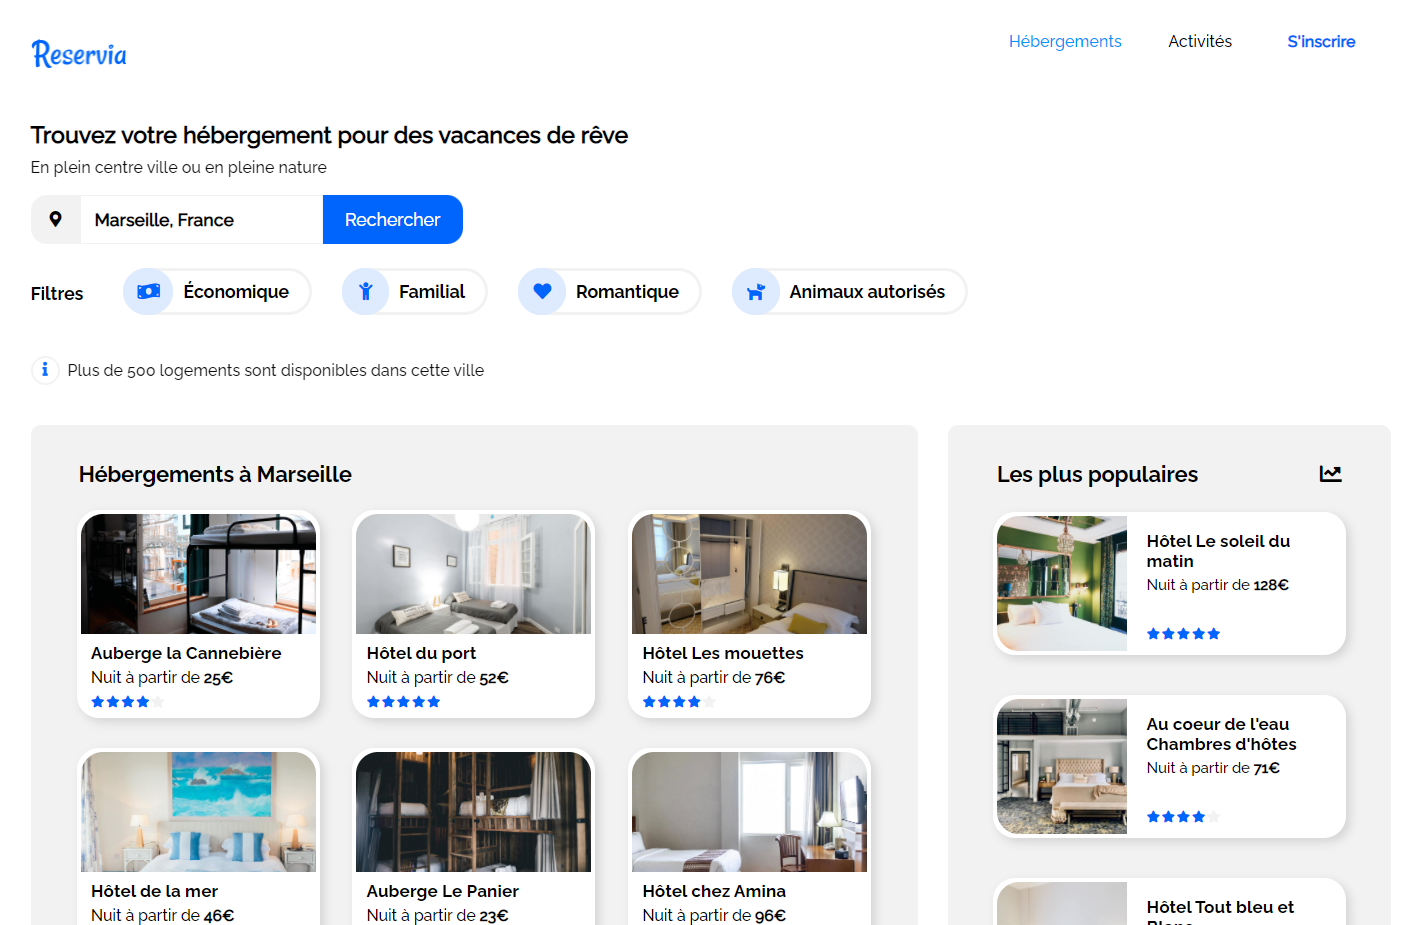 Reservia
Hébergements
Activités
S'inscrire
Trouvez votre hébergement pour des vacances de rêve
En plein centre ville ou en pleine nature
Marseille, France
Rechercher
Filtres
Économique
Familial
Romantique
Animaux autorisés
Plus de 500 logements sont disponibles dans cette ville
Hébergements à Marseille
Auberge la Cannebière
Nuit à partir de 25€
Hôtel du port
Nuit à partir de 52€
Hôtel Les mouettes
Nuit à partir de 76€
Hôtel de la mer
Nuit à partir de 46€
Auberge Le Panier
Nuit à partir de 23€
Hôtel chez Amina
Nuit à partir de 96€
Les plus populaires
Hôtel Le soleil du
matin
Nuit à partir de 128€
Au coeur de l'eau
Chambres d'hôtes
Nuit à partir de 71€
Hôtel Tout bleu et